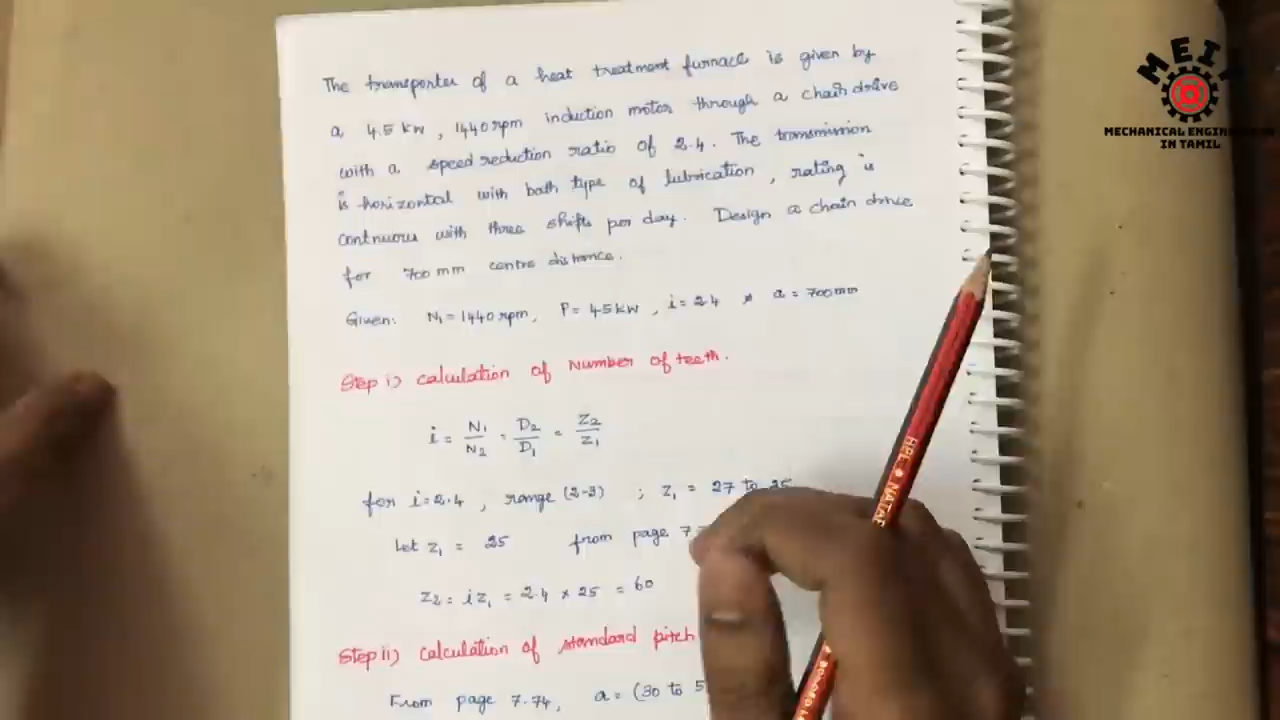 The transporter of a heat treatment furnace is given by
a 4.5 kW, 1440 rpm induction motor through a chain drive
with a speed reduction ratio of 2.4. The transmission
is horizontal with bath type of lubrication, rating is
continuous with three shifts per day. Design a chain drive
for 700 mm centre distance.
Given: N1 = 1440 rpm, P = 4.5 kW, i = 2.4 a = 700 mm
Step i) calculation of Number of teeth.
i = N1/N2 = D2/D1 = Z2/Z1
for i = 2.4, range (2-3) ; Z1 = 27 to 25
Let Z1 = 25 from page
Z2 = iZ1 = 2.4 × 25 = 60
Step ii) calculation of standard pitch
From page 7.74, a = (30 to
MECHANICAL
IN TAMIL
HPL NATAR